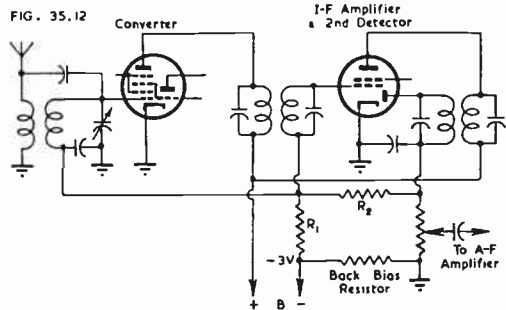 FIG. 35.12
Converter
I-F Amplifier
& 2nd Detector
R2
R1
-3V
Back Bias
Resistor
To A-F
Amplifier
+ B -